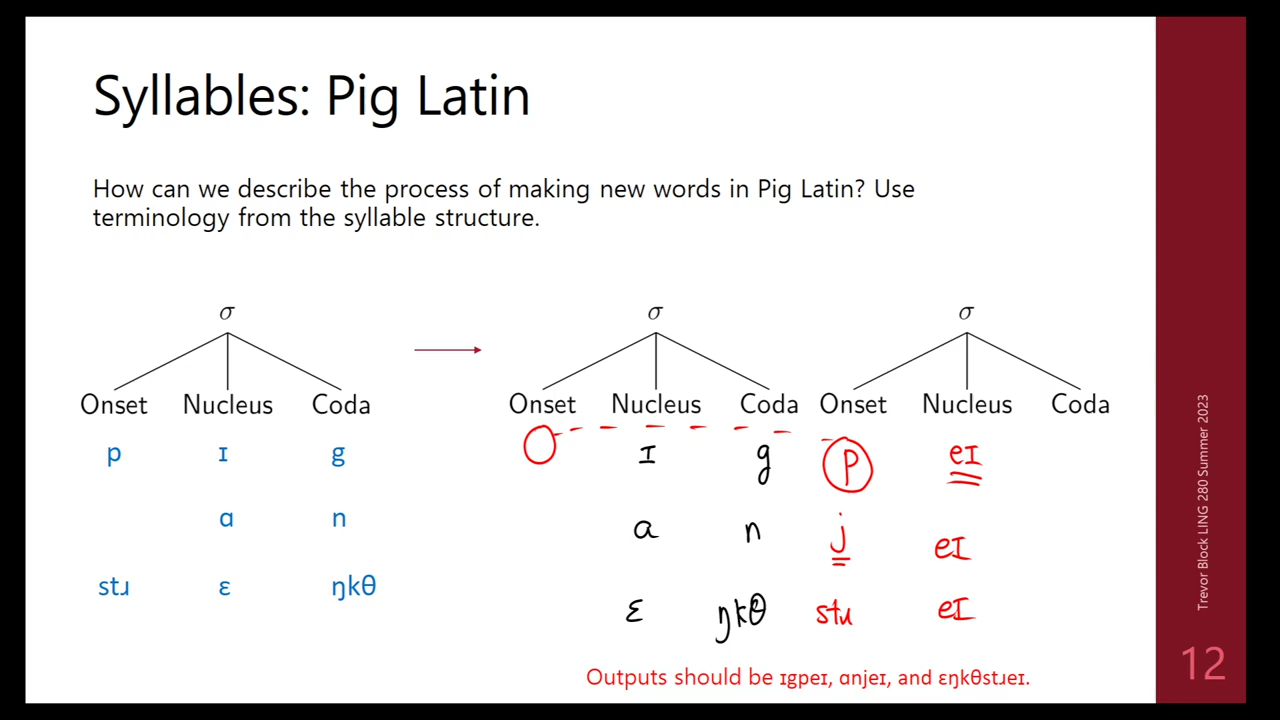 Syllables: Pig Latin
How can we describe the process of making new words in Pig Latin? Use
terminology from the syllable structure.
σ σ σ
Onset Nucleus Coda Onset Nucleus Coda Onset Nucleus Coda
p ɪ g ɪ g p eɪ
ɑ n a n j eɪ
stɹ ɛ ŋkθ ɛ ŋkθ stɹ eɪ
Outputs should be ɪgpeɪ, ɑnjeɪ, and ɛŋkθstɹeɪ.
Trevor Block LING 280 Summer 2023
12